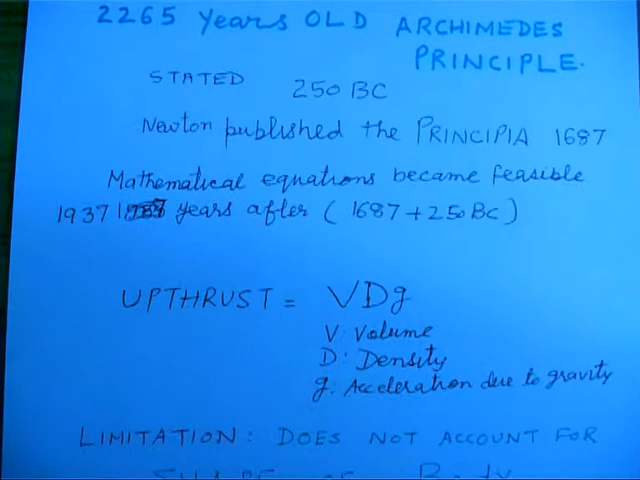 2265 Years OLD ARCHIMEDES
PRINCIPLE.
STATED 250 BC
Newton published the PRINCIPIA 1687
Mathematical equations became feasible
1937 years after (1687+250 BC)
UPTHRUST = VDg
V: Volume
D: Density
g. Acceleration due to gravity
LIMITATION: DOES NOT ACCOUNT FOR